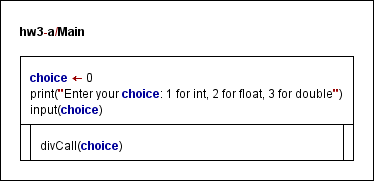 hw3-a/Main
choice ← 0
print("Enter your choice: 1 for int, 2 for float, 3 for double")
input(choice)
divCall(choice)